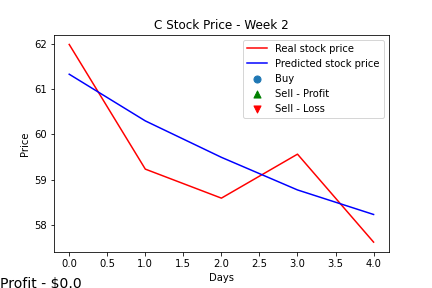 C Stock Price - Week 2
Real stock price
Predicted stock price
Buy
Sell - Profit
Sell - Loss
Price
62
61
60
59
58
0.0 0.5 1.0 1.5 2.0 2.5 3.0 3.5 4.0
Days
Profit - $0.0